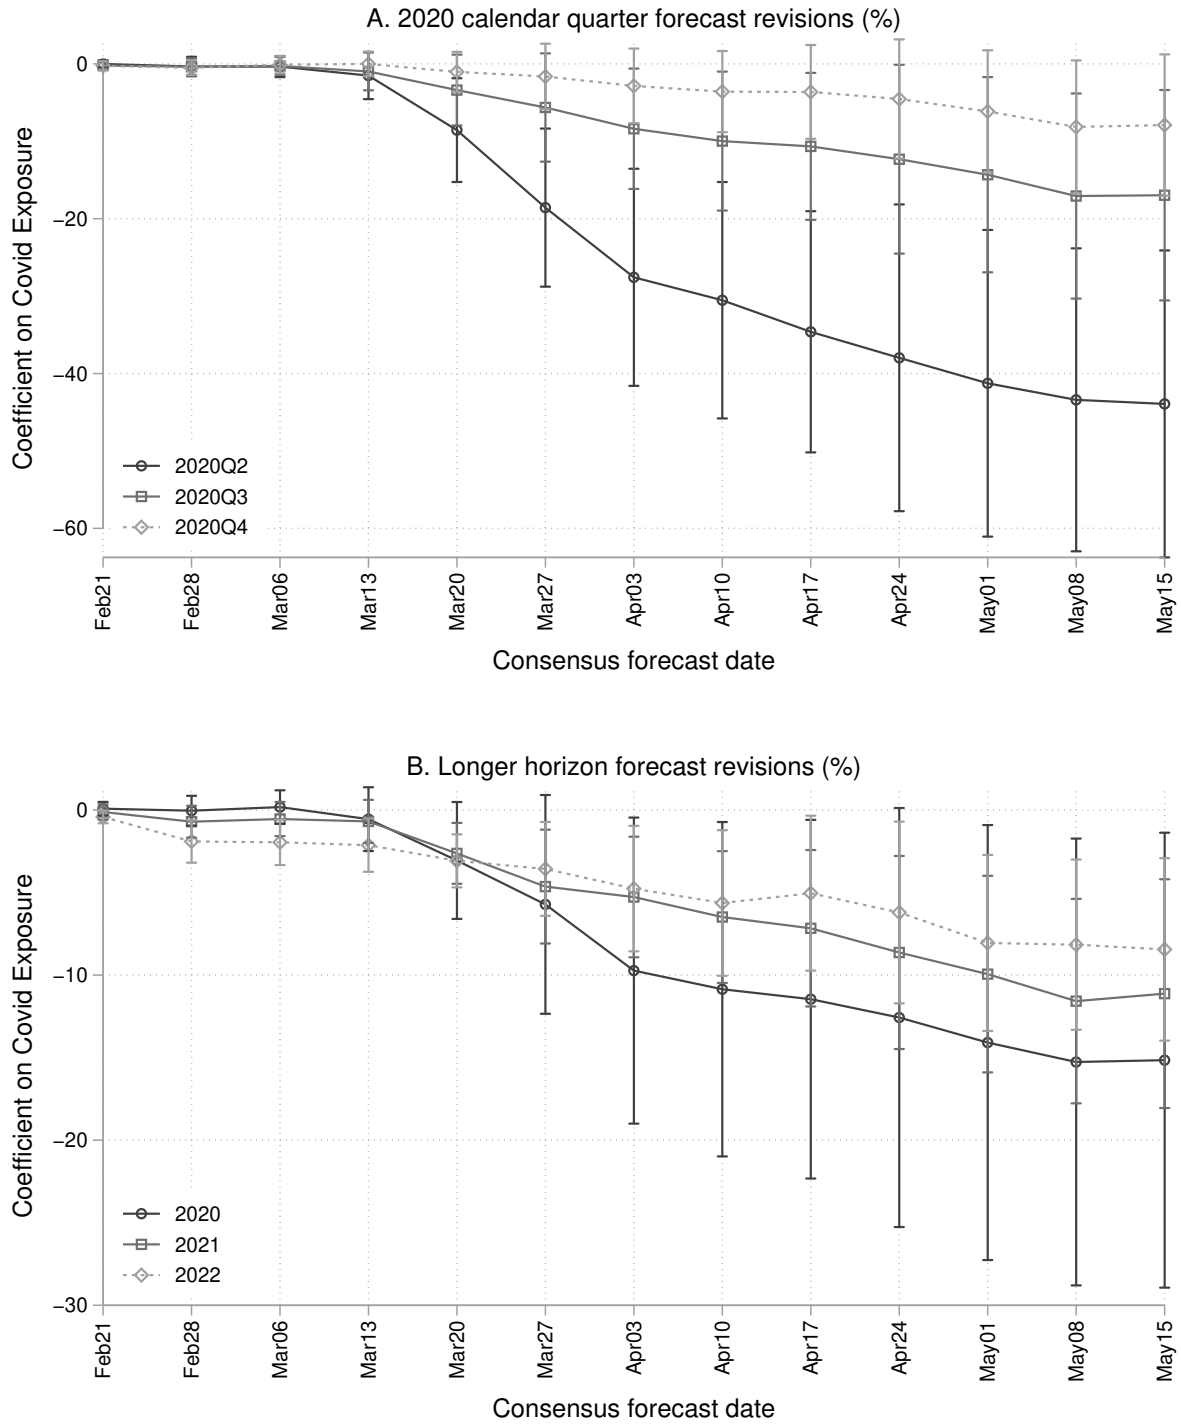 A. 2020 calendar quarter forecast revisions (%)
Coefficient on Covid Exposure
0
−20
−40
−60
2020Q2
2020Q3
2020Q4
Feb21
Feb28
Mar06
Mar13
Mar20
Mar27
Apr03
Apr10
Apr17
Apr24
May01
May08
May15
Consensus forecast date
B. Longer horizon forecast revisions (%)
Coefficient on Covid Exposure
0
−10
−20
−30
2020
2021
2022
Feb21
Feb28
Mar06
Mar13
Mar20
Mar27
Apr03
Apr10
Apr17
Apr24
May01
May08
May15
Consensus forecast date